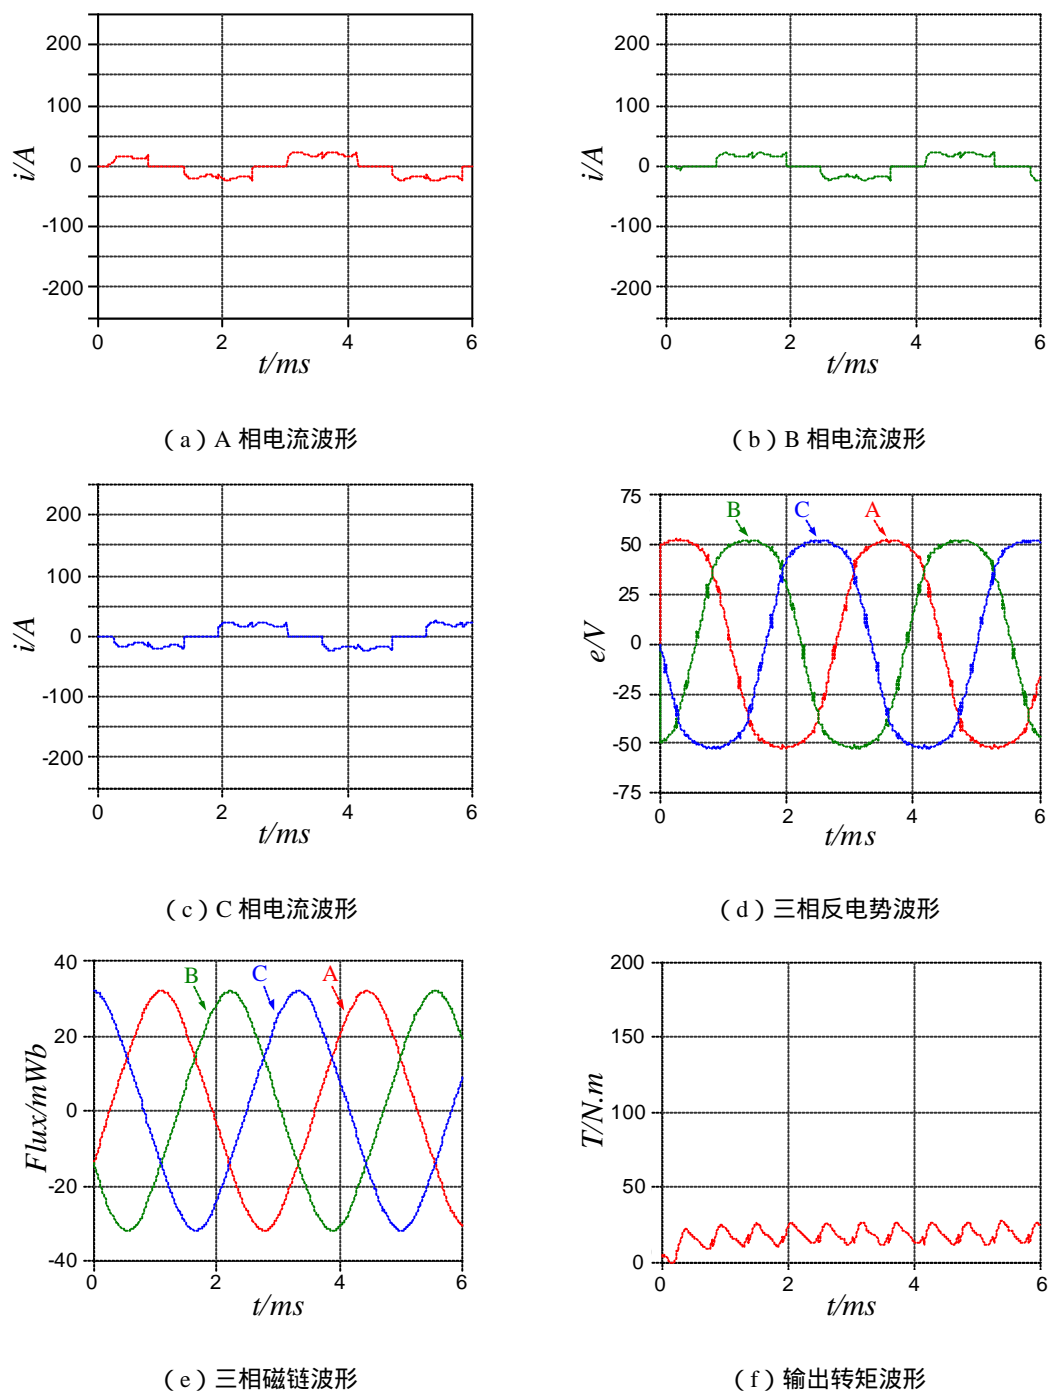 200
100
0
-100
-200
i/A
0 2 4 6
t/ms
200
100
0
-100
-200
i/A
0 2 4 6
t/ms
（a）A 相电流波形
（b）B 相电流波形
200
100
0
-100
-200
i/A
0 2 4 6
t/ms
75
50
25
0
-25
-50
-75
e/V
B C A
0 2 4 6
t/ms
（c）C 相电流波形
（d）三相反电势波形
40
20
0
-20
-40
Flux/mWb
B C A
0 2 4 6
t/ms
200
150
100
50
0
T/N.m
0 2 4 6
t/ms
（e）三相磁链波形
（f）输出转矩波形